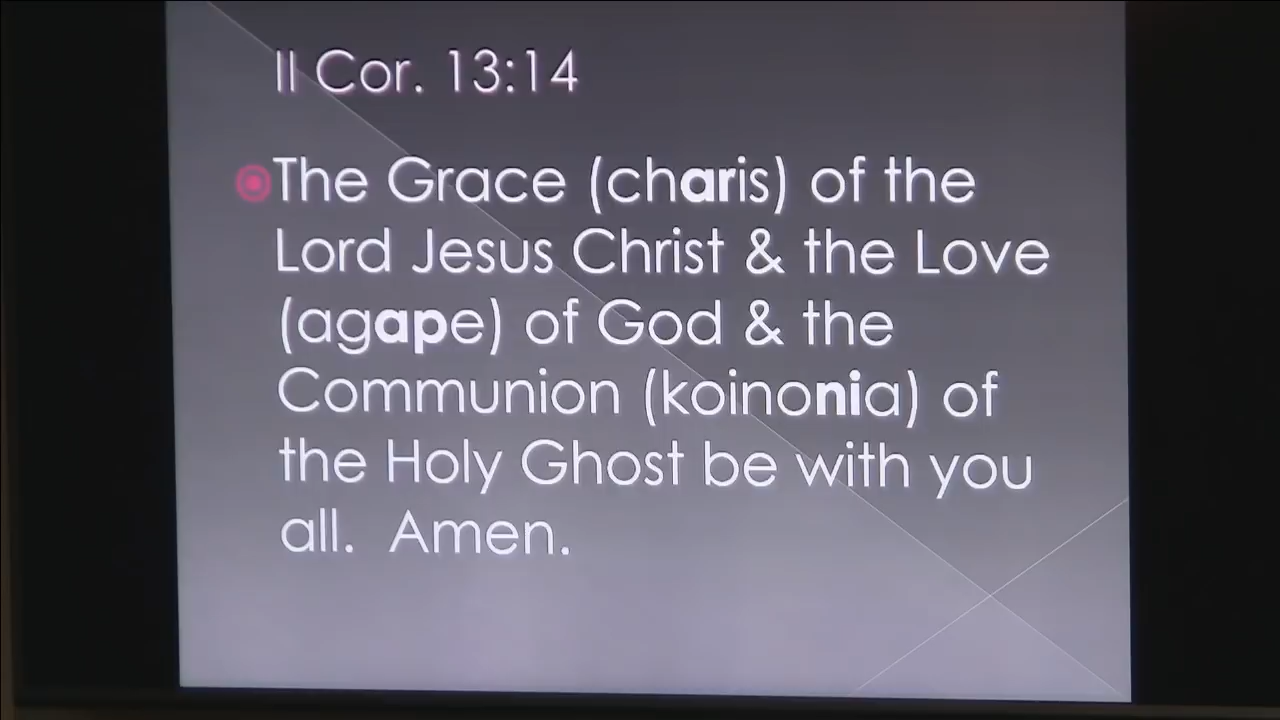 II Cor. 13:14
The Grace (charis) of the
Lord Jesus Christ & the Love
(agape) of God & the
Communion (koinonia) of
the Holy Ghost be with you
all.  Amen.